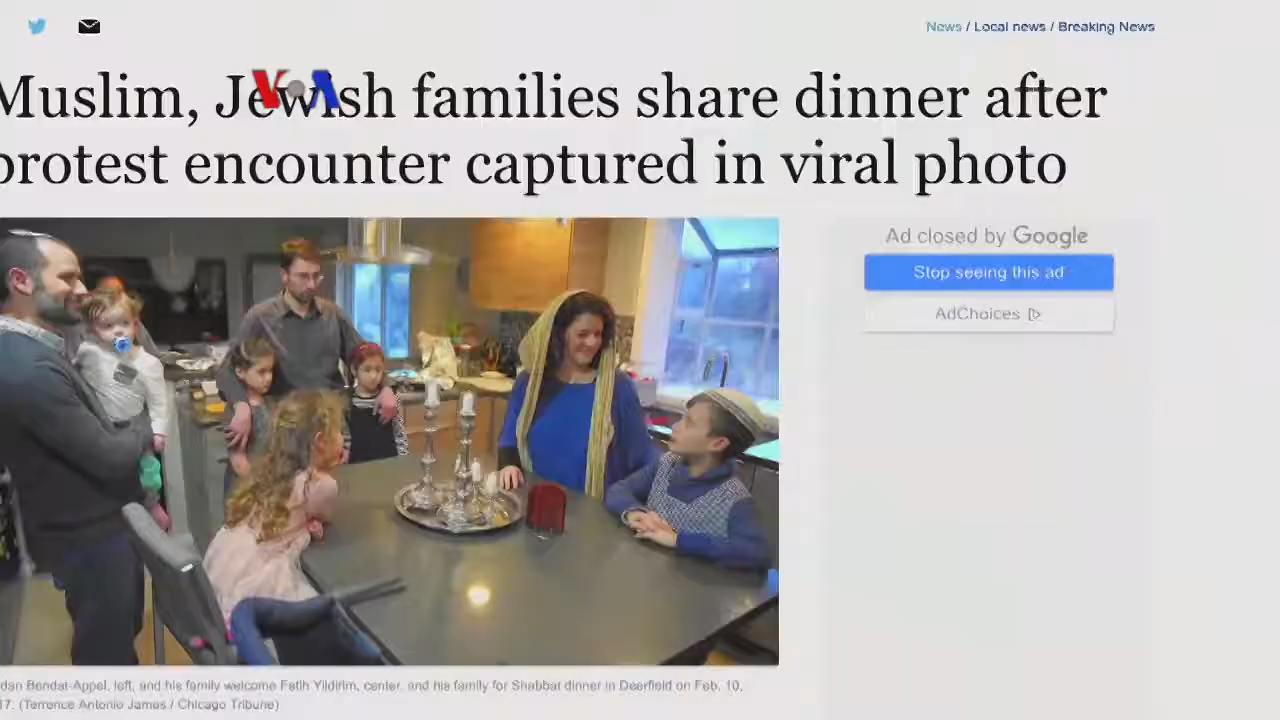 News / Local news / Breaking News
VOA
Muslim, Jewish families share dinner after
protest encounter captured in viral photo
Ad closed by Google
Stop seeing this ad
AdChoices
dan Bendat-Appel, left, and his family welcome Fatih Yildirim, center, and his family for Shabbat dinner in Deerfield on Feb. 10,
17. (Terrence Antonio James / Chicago Tribune)